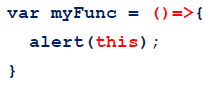 var myFunc = ()=>{
alert(this);
}